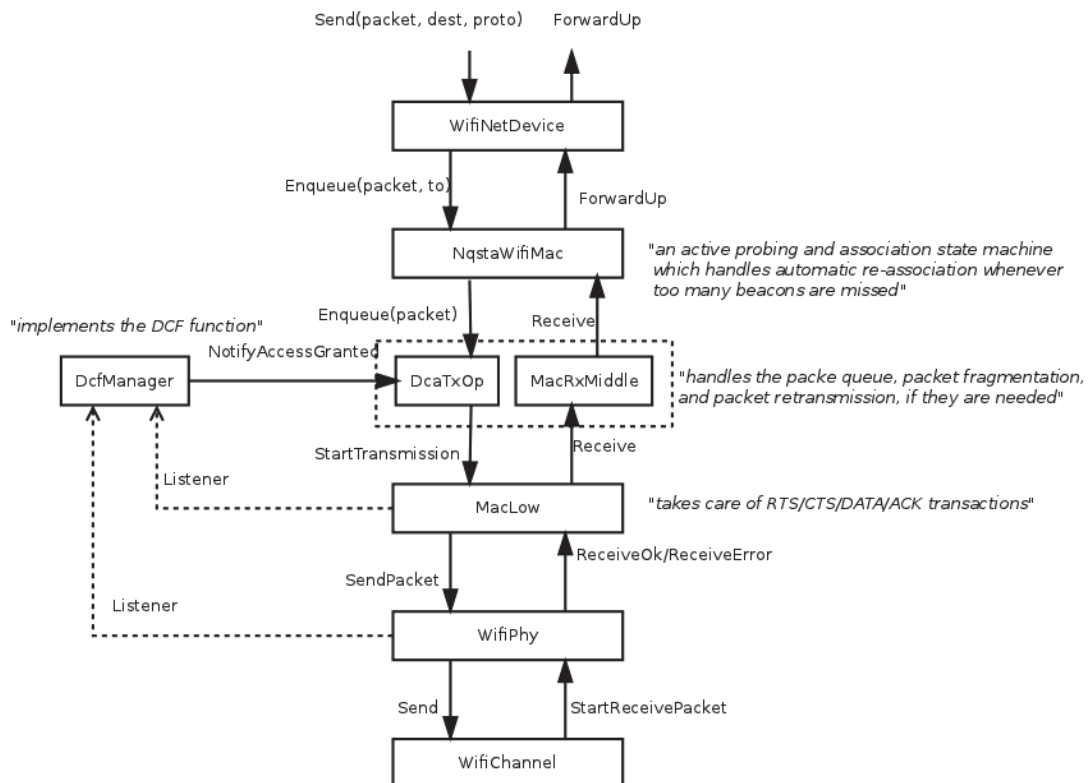 Send(packet, dest, proto)
ForwardUp
WifiNetDevice
Enqueue(packet, to)
ForwardUp
NqstaWifiMac
"an active probing and association state machine
which handles automatic re-association whenever
too many beacons are missed"
"implements the DCF function"
Enqueue(packet)
Receive
NotifyAccessGranted
DcfManager
DcaTxOp
MacRxMiddle
"handles the packe queue, packet fragmentation,
and packet retransmission, if they are needed"
StartTransmission
Receive
Listener
MacLow
"takes care of RTS/CTS/DATA/ACK transactions"
ReceiveOk/ReceiveError
SendPacket
Listener
WifiPhy
Send
StartReceivePacket
WifiChannel